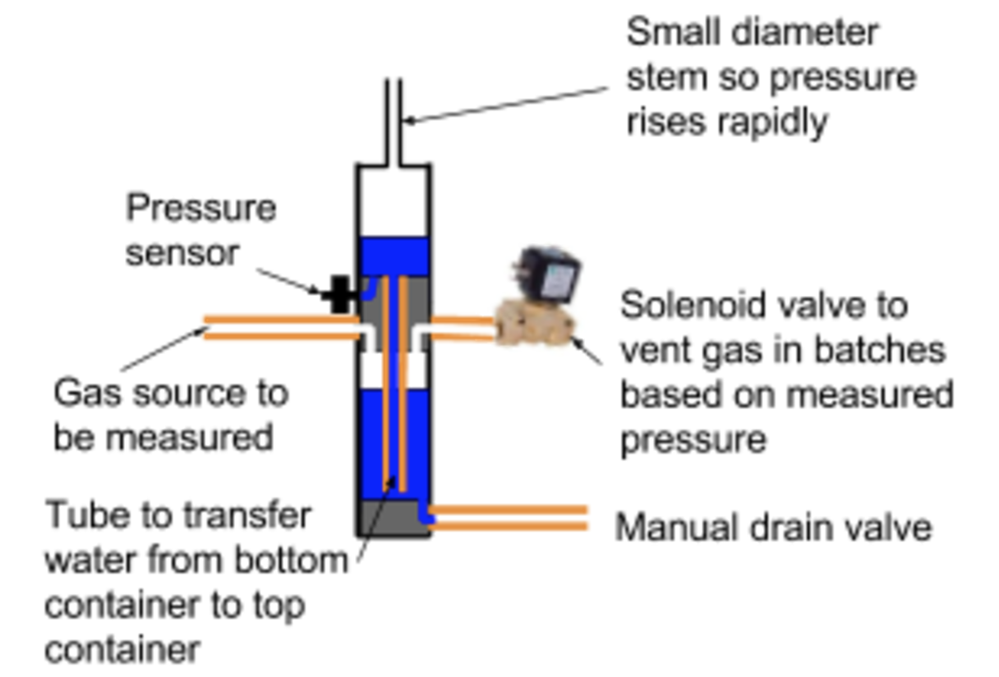 Small diameter
stem so pressure
rises rapidly
Pressure
sensor
Solenoid valve to
vent gas in batches
based on measured
pressure
Gas source to
be measured
Tube to transfer
water from bottom
container to top
container
Manual drain valve